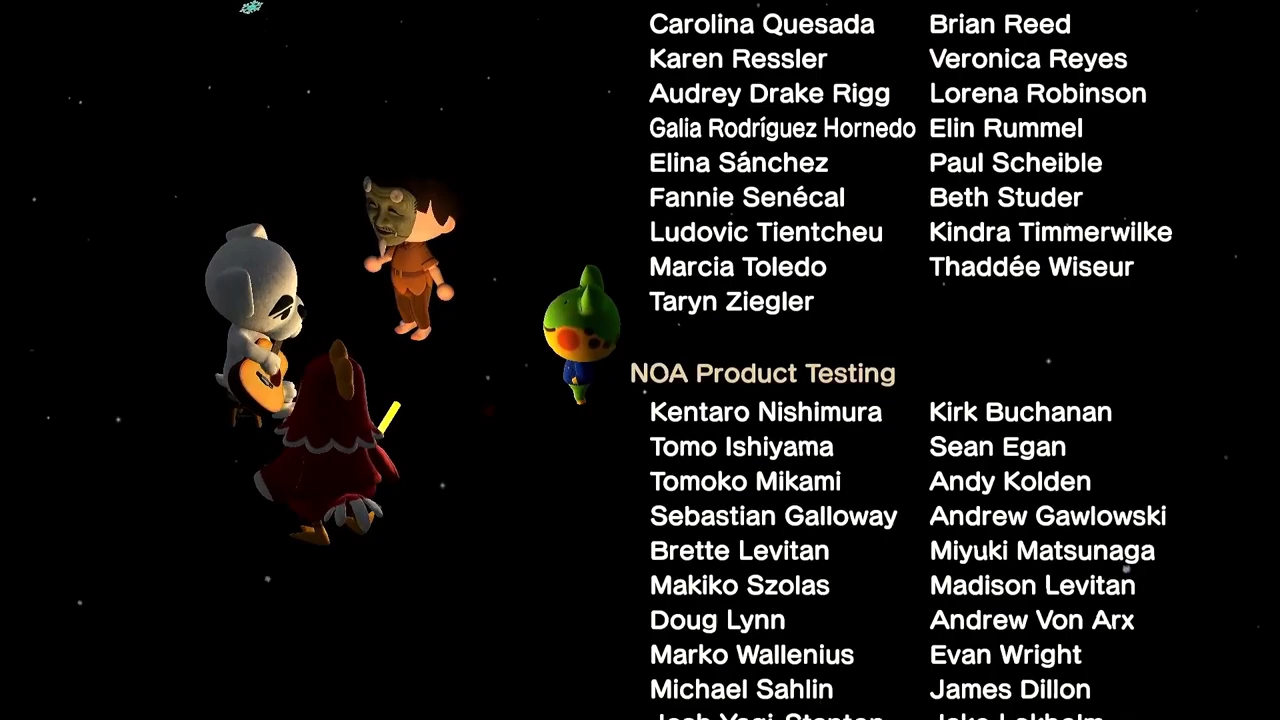 Carolina Quesada Brian Reed
Karen Ressler Veronica Reyes
Audrey Drake Rigg Lorena Robinson
Galia Rodríguez Hornedo Elin Rummel
Elina Sánchez Paul Scheible
Fannie Senécal Beth Studer
Ludovic Tientcheu Kindra Timmerwilke
Marcia Toledo Thaddée Wiseur
Taryn Ziegler
NOA Product Testing
Kentaro Nishimura Kirk Buchanan
Tomo Ishiyama Sean Egan
Tomoko Mikami Andy Kolden
Sebastian Galloway Andrew Gawlowski
Brette Levitan Miyuki Matsunaga
Makiko Szolas Madison Levitan
Doug Lynn Andrew Von Arx
Marko Wallenius Evan Wright
Michael Sahlin James Dillon